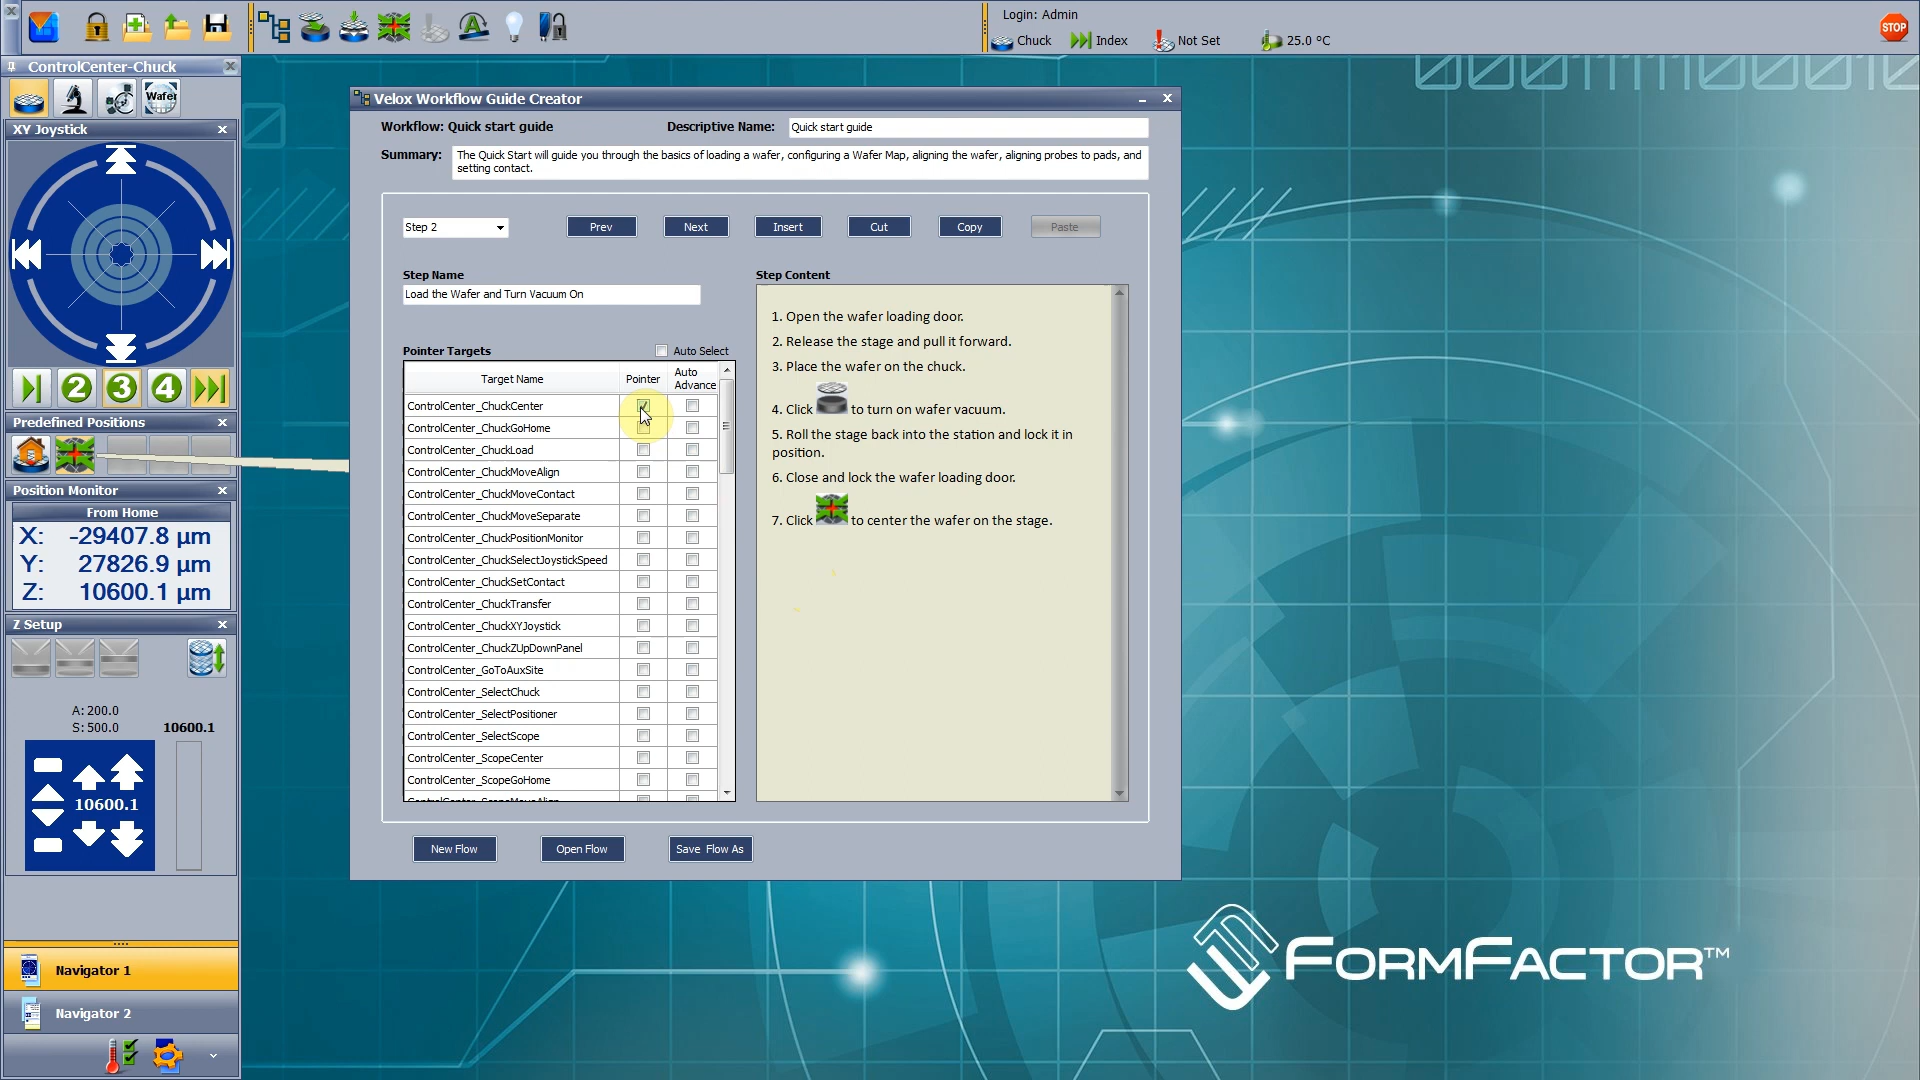 Login: Admin
Chuck
Index
Not Set
25.0 °C
STOP
ControlCenter-Chuck
Wafer
XY Joystick
2
3
4
Predefined Positions
Position Monitor
From Home
X: -29407.8 µm
Y: 27826.9 µm
Z: 10600.1 µm
Z Setup
A: 200.0
S: 500.0
10600.1
10600.1
Navigator 1
Navigator 2
Velox Workflow Guide Creator
Workflow: Quick start guide
Descriptive Name:
Quick start guide
Summary:
The Quick Start will guide you through the basics of loading a wafer, configuring a Wafer Map, aligning the wafer, aligning probes to pads, and
setting contact.
Step 2
Prev
Next
Insert
Cut
Copy
Paste
Step Name
Load the Wafer and Turn Vacuum On
Pointer Targets
Auto Select
Target Name
Pointer
Auto
Advance
ControlCenter_ChuckCenter
ControlCenter_ChuckGoHome
ControlCenter_ChuckLoad
ControlCenter_ChuckMoveAlign
ControlCenter_ChuckMoveContact
ControlCenter_ChuckMoveSeparate
ControlCenter_ChuckPositionMonitor
ControlCenter_ChuckSelectJoystickSpeed
ControlCenter_ChuckSetContact
ControlCenter_ChuckTransfer
ControlCenter_ChuckXYJoystick
ControlCenter_ChuckZUpDownPanel
ControlCenter_GoToAuxSite
ControlCenter_SelectChuck
ControlCenter_SelectPositioner
ControlCenter_SelectScope
ControlCenter_ScopeCenter
ControlCenter_ScopeGoHome
ControlCenter_ScopeMoveAlign
Step Content
1. Open the wafer loading door.
2. Release the stage and pull it forward.
3. Place the wafer on the chuck.
4. Click to turn on wafer vacuum.
5. Roll the stage back into the station and lock it in
position.
6. Close and lock the wafer loading door.
7. Click to center the wafer on the stage.
New Flow
Open Flow
Save Flow As
FORMFACTOR™